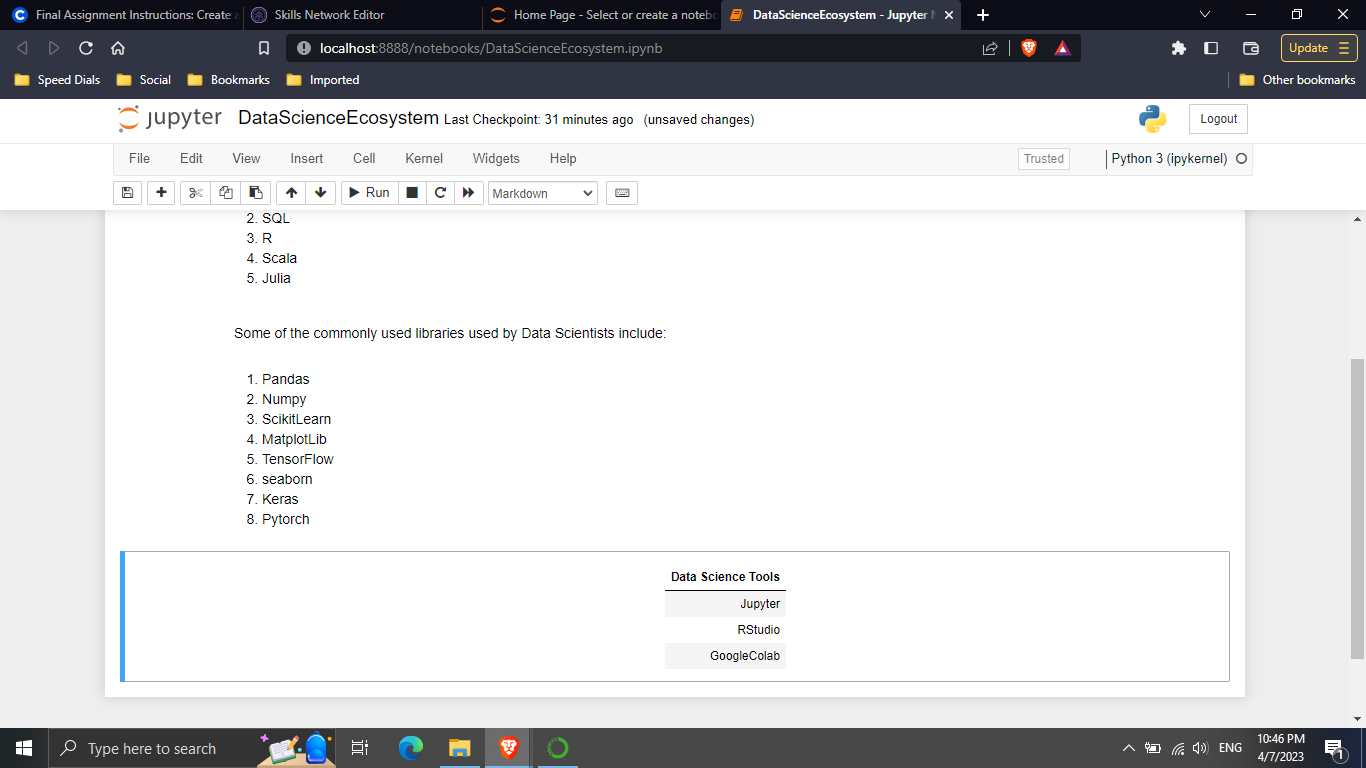 Final Assignment Instructions: Create a
Skills Network Editor
Home Page - Select or create a noteb
DataScienceEcosystem - Jupyter N
localhost:8888/notebooks/DataScienceEcosystem.ipynb
Update
Speed Dials
Social
Bookmarks
Imported
Other bookmarks
jupyter DataScienceEcosystem Last Checkpoint: 31 minutes ago (unsaved changes)
Logout
File Edit View Insert Cell Kernel Widgets Help
Trusted
Python 3 (ipykernel)
Run
Markdown
2. SQL
3. R
4. Scala
5. Julia
Some of the commonly used libraries used by Data Scientists include:
1. Pandas
2. Numpy
3. ScikitLearn
4. MatplotLib
5. TensorFlow
6. seaborn
7. Keras
8. Pytorch
Data Science Tools
Jupyter
RStudio
GoogleColab
Type here to search
ENG
10:46 PM
4/7/2023
1